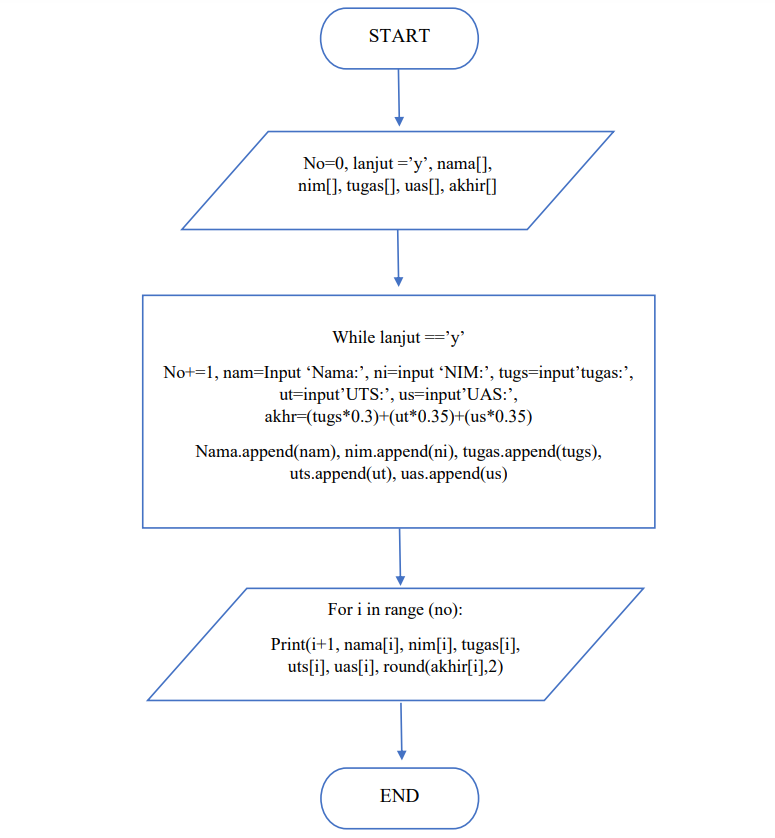 START
No=0, lanjut =’y’, nama[],
nim[], tugas[], uas[], akhir[]
While lanjut ==’y’
No+=1, nam=Input ‘Nama:’, ni=input ‘NIM:’, tugs=input’tugas:’,
ut=input’UTS:’, us=input’UAS:’,
akhr=(tugs*0.3)+(ut*0.35)+(us*0.35)
Nama.append(nam), nim.append(ni), tugas.append(tugs),
uts.append(ut), uas.append(us)
For i in range (no):
Print(i+1, nama[i], nim[i], tugas[i],
uts[i], uas[i], round(akhir[i],2)
END